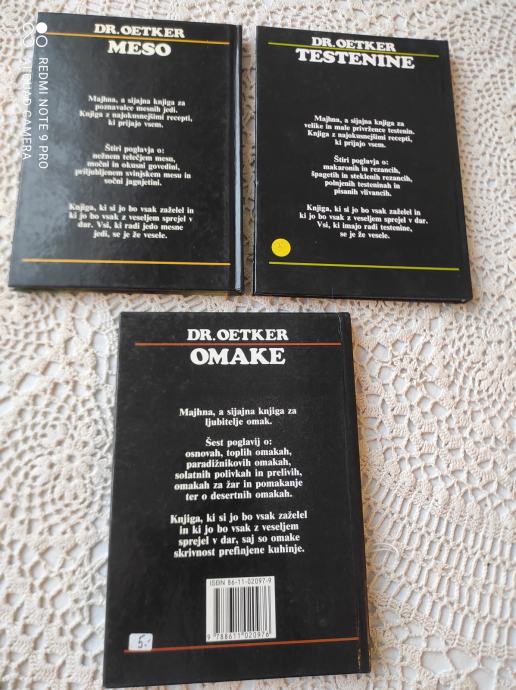 REDMI NOTE 9 PRO
AI QUAD CAMERA
DR.OETKER
MESO
Majhna, a sijajna knjiga za
poznavalce mesnih jedi.
Knjiga z najokusnejšimi recepti,
ki prijajo vsem.
Štiri poglavja o:
nežnem telečjem mesu,
močni in okusni govedini,
priljubljenem svinjskem mesu in
sočni jagnjetini.
Knjiga, ki si jo bo vsak zaželel in
ki jo bo vsak z veseljem sprejel v
dar. Vsi, ki radi jedo mesne
jedi, se je že vesele.
DR.OETKER
TESTENINE
Majhna, a sijajna knjiga za
velike in male privržence testenin.
Knjiga z najokusnejšimi recepti,
ki prijajo vsem.
Štiri poglavja o:
makaronih in rezancih,
špagetih in steklenih rezancih,
polnjenih testeninah in
pisanih vlivancih.
Knjiga, ki si jo bo vsak zaželel in
ki jo bo vsak z veseljem sprejel v
dar. Vsi, ki imajo radi testenine,
se je že vesele.
DR.OETKER
OMAKE
Majhna, a sijajna knjiga za
ljubitelje omak.
Šest poglavij o:
osnovah, toplih omakah,
paradižnikovih omakah,
solatnih polivkah in prelivih,
omakah za žar in pomakanje
ter o desertnih omakah.
Knjiga, ki si jo bo vsak zaželel
in ki jo bo vsak z veseljem
sprejel v dar, saj so omake
skrivnost prefinjene kuhinje.
ISBN 86-11-02097-9
9 788611 020976
5.-